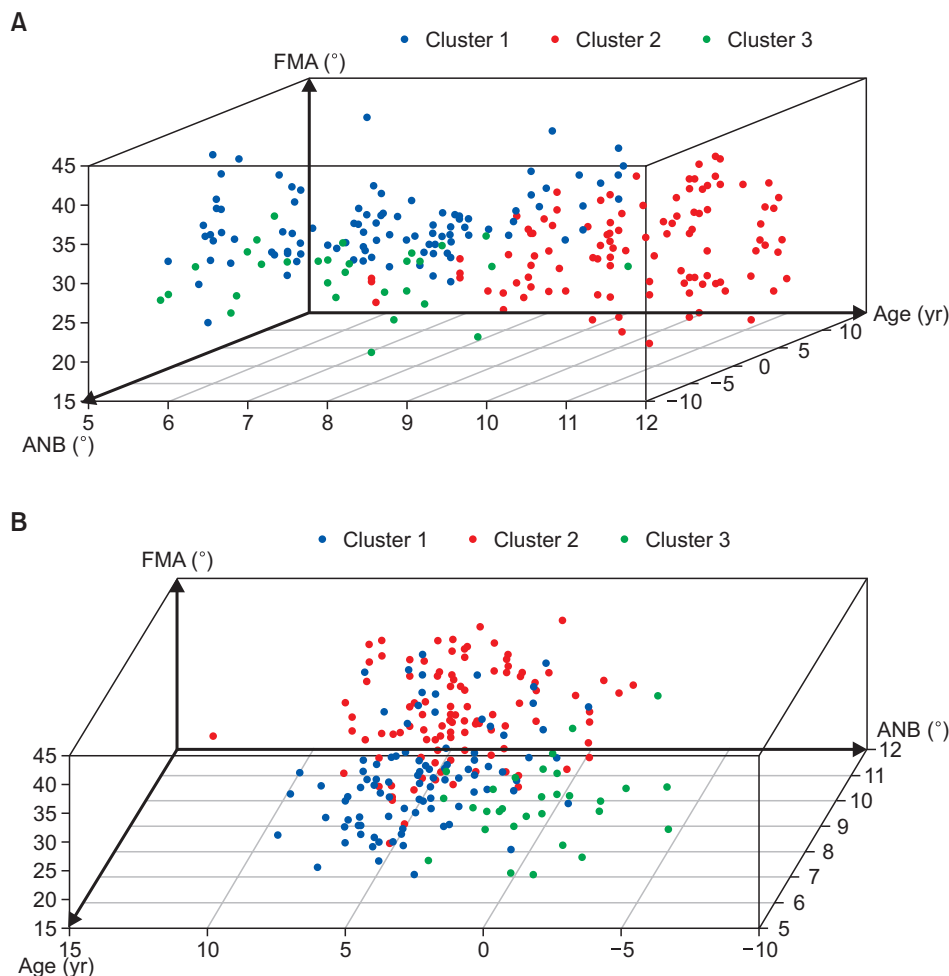 A
Cluster 1 Cluster 2 Cluster 3
FMA (°)
45
40
35
30
25
20
15
5 6 7 8 9 10 11 12
ANB (°)
−10 −5 0 5 10
Age (yr)
B
Cluster 1 Cluster 2 Cluster 3
FMA (°)
45
40
35
30
25
20
15
15 10 5 0 −5 −10
Age (yr)
ANB (°)
12
11
10
9
8
7
6
5